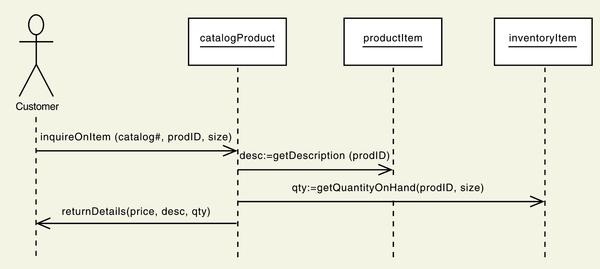 catalogProduct
productItem
inventoryItem
Customer
inquireOnItem (catalog#, prodID, size)
desc:=getDescription (prodID)
qty:=getQuantityOnHand(prodID, size)
returnDetails(price, desc, qty)